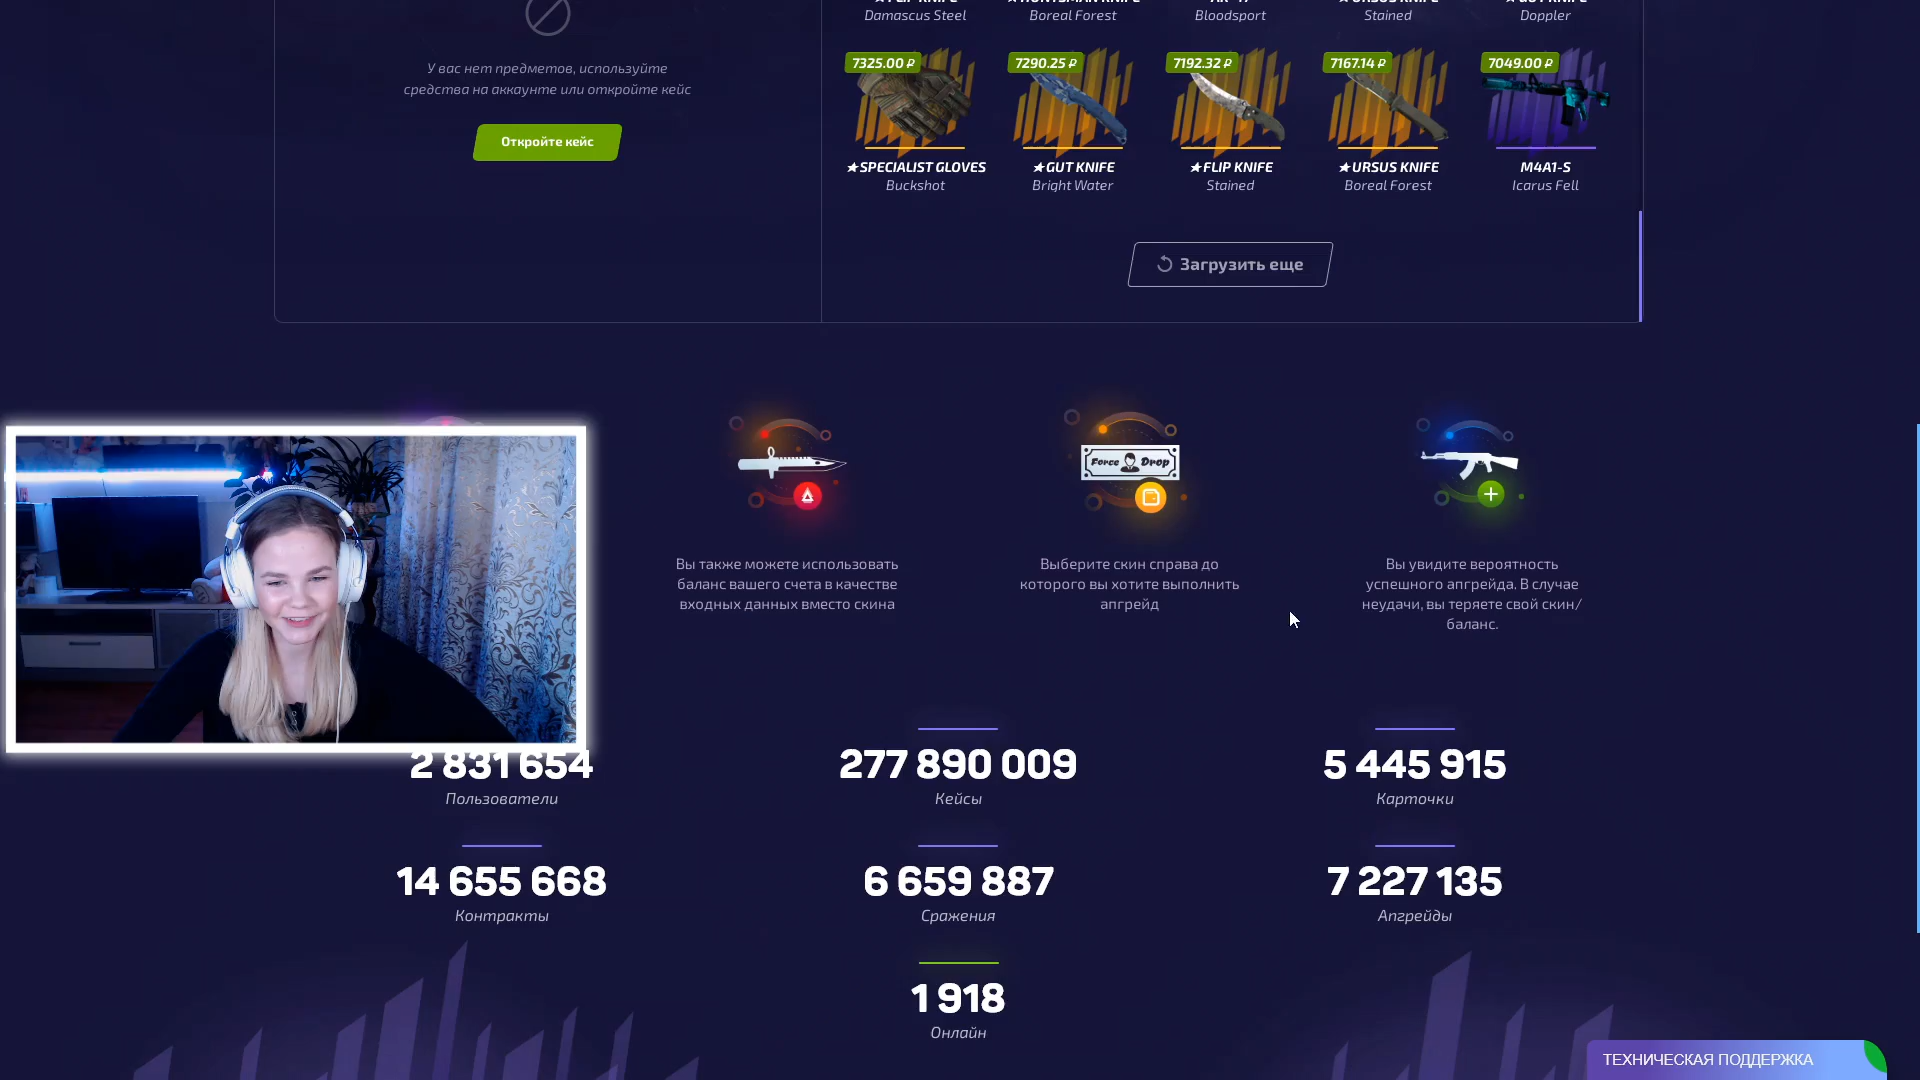 Damascus Steel
Boreal Forest
Bloodsport
Stained
Doppler
У вас нет предметов, используйте
средства на аккаунте или откройте кейс
Откройте кейс
7325.00 ₽
7290.25 ₽
7192.32 ₽
7167.14 ₽
7049.00 ₽
★SPECIALIST GLOVES
Buckshot
★GUT KNIFE
Bright Water
★FLIP KNIFE
Stained
★URSUS KNIFE
Boreal Forest
M4A1-S
Icarus Fell
Загрузить еще
Force Drop
Вы также можете использовать
баланс вашего счета в качестве
входных данных вместо скина
Выберите скин справа до
которого вы хотите выполнить
апгрейд
Вы увидите вероятность
успешного апгрейда. В случае
неудачи, вы теряете свой скин/
баланс.
2 831 654
Пользователи
277 890 009
Кейсы
5 445 915
Карточки
14 655 668
Контракты
6 659 887
Сражения
7 227 135
Апгрейды
1 918
Онлайн
ТЕХНИЧЕСКАЯ ПОДДЕРЖКА